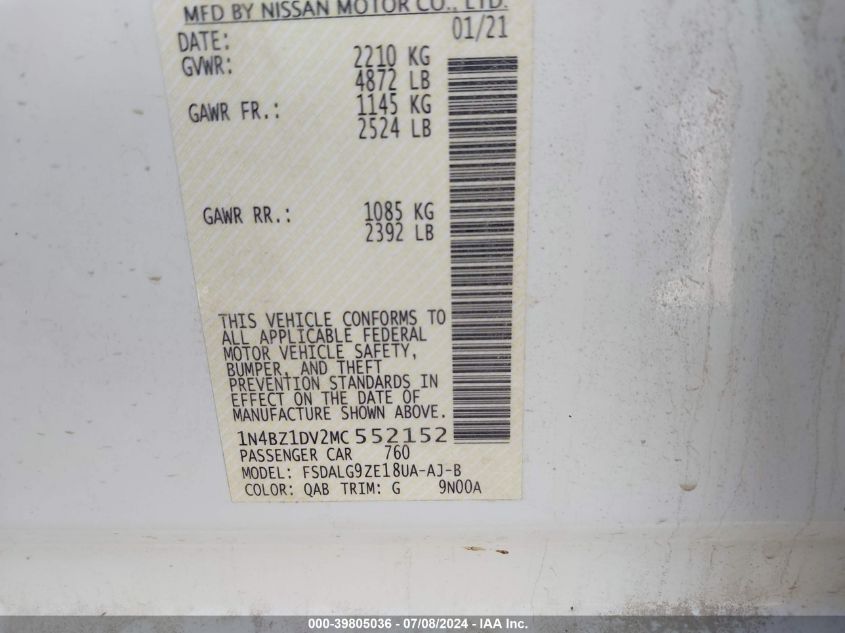 MFD BY NISSAN MOTOR CO., LTD.
DATE: 01/21
GVWR: 2210 KG
4872 LB
GAWR FR.: 1145 KG
2524 LB
GAWR RR.: 1085 KG
2392 LB
THIS VEHICLE CONFORMS TO
ALL APPLICABLE FEDERAL
MOTOR VEHICLE SAFETY,
BUMPER, AND THEFT
PREVENTION STANDARDS IN
EFFECT ON THE DATE OF
MANUFACTURE SHOWN ABOVE.
1N4BZ1DV2MC 552152
PASSENGER CAR 760
MODEL: FSDALG9ZE18UA-AJ-B
COLOR: QAB TRIM: G 9N00A
000-39805036 - 07/08/2024 - IAA Inc.